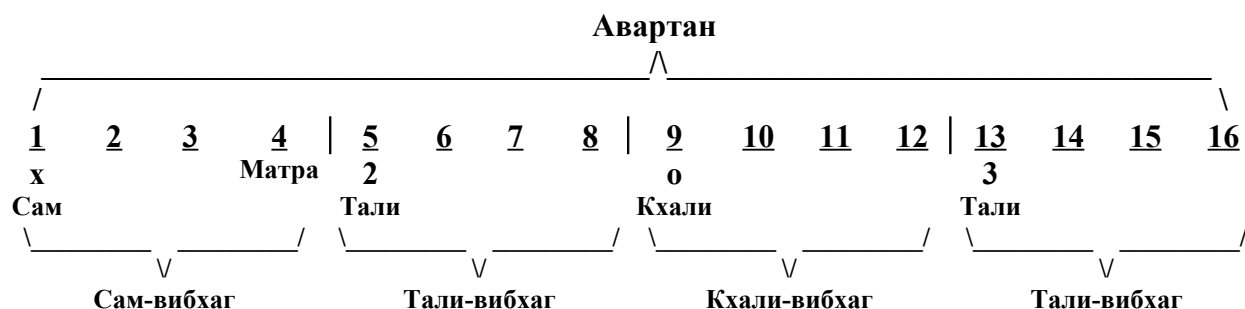 Авартан
1 2 3 4 | 5 6 7 8 | 9 10 11 12 | 13 14 15 16
х Матра 2 о 3
Сам Тали Кхали Тали
Сам-вибхаг Тали-вибхаг Кхали-вибхаг Тали-вибхаг